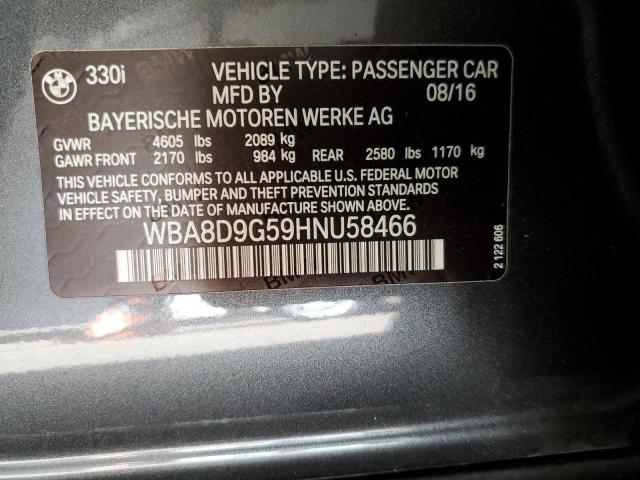 330i VEHICLE TYPE: PASSENGER CAR
MFD BY 08/16
BAYERISCHE MOTOREN WERKE AG
GVWR 4605 lbs 2089 kg
GAWR FRONT 2170 lbs 984 kg REAR 2580 lbs 1170 kg
THIS VEHICLE CONFORMS TO ALL APPLICABLE U.S. FEDERAL MOTOR
VEHICLE SAFETY, BUMPER AND THEFT PREVENTION STANDARDS
IN EFFECT ON THE DATE OF MANUFACTURE SHOWN ABOVE.
WBA8D9G59HNU58466
2 122 606